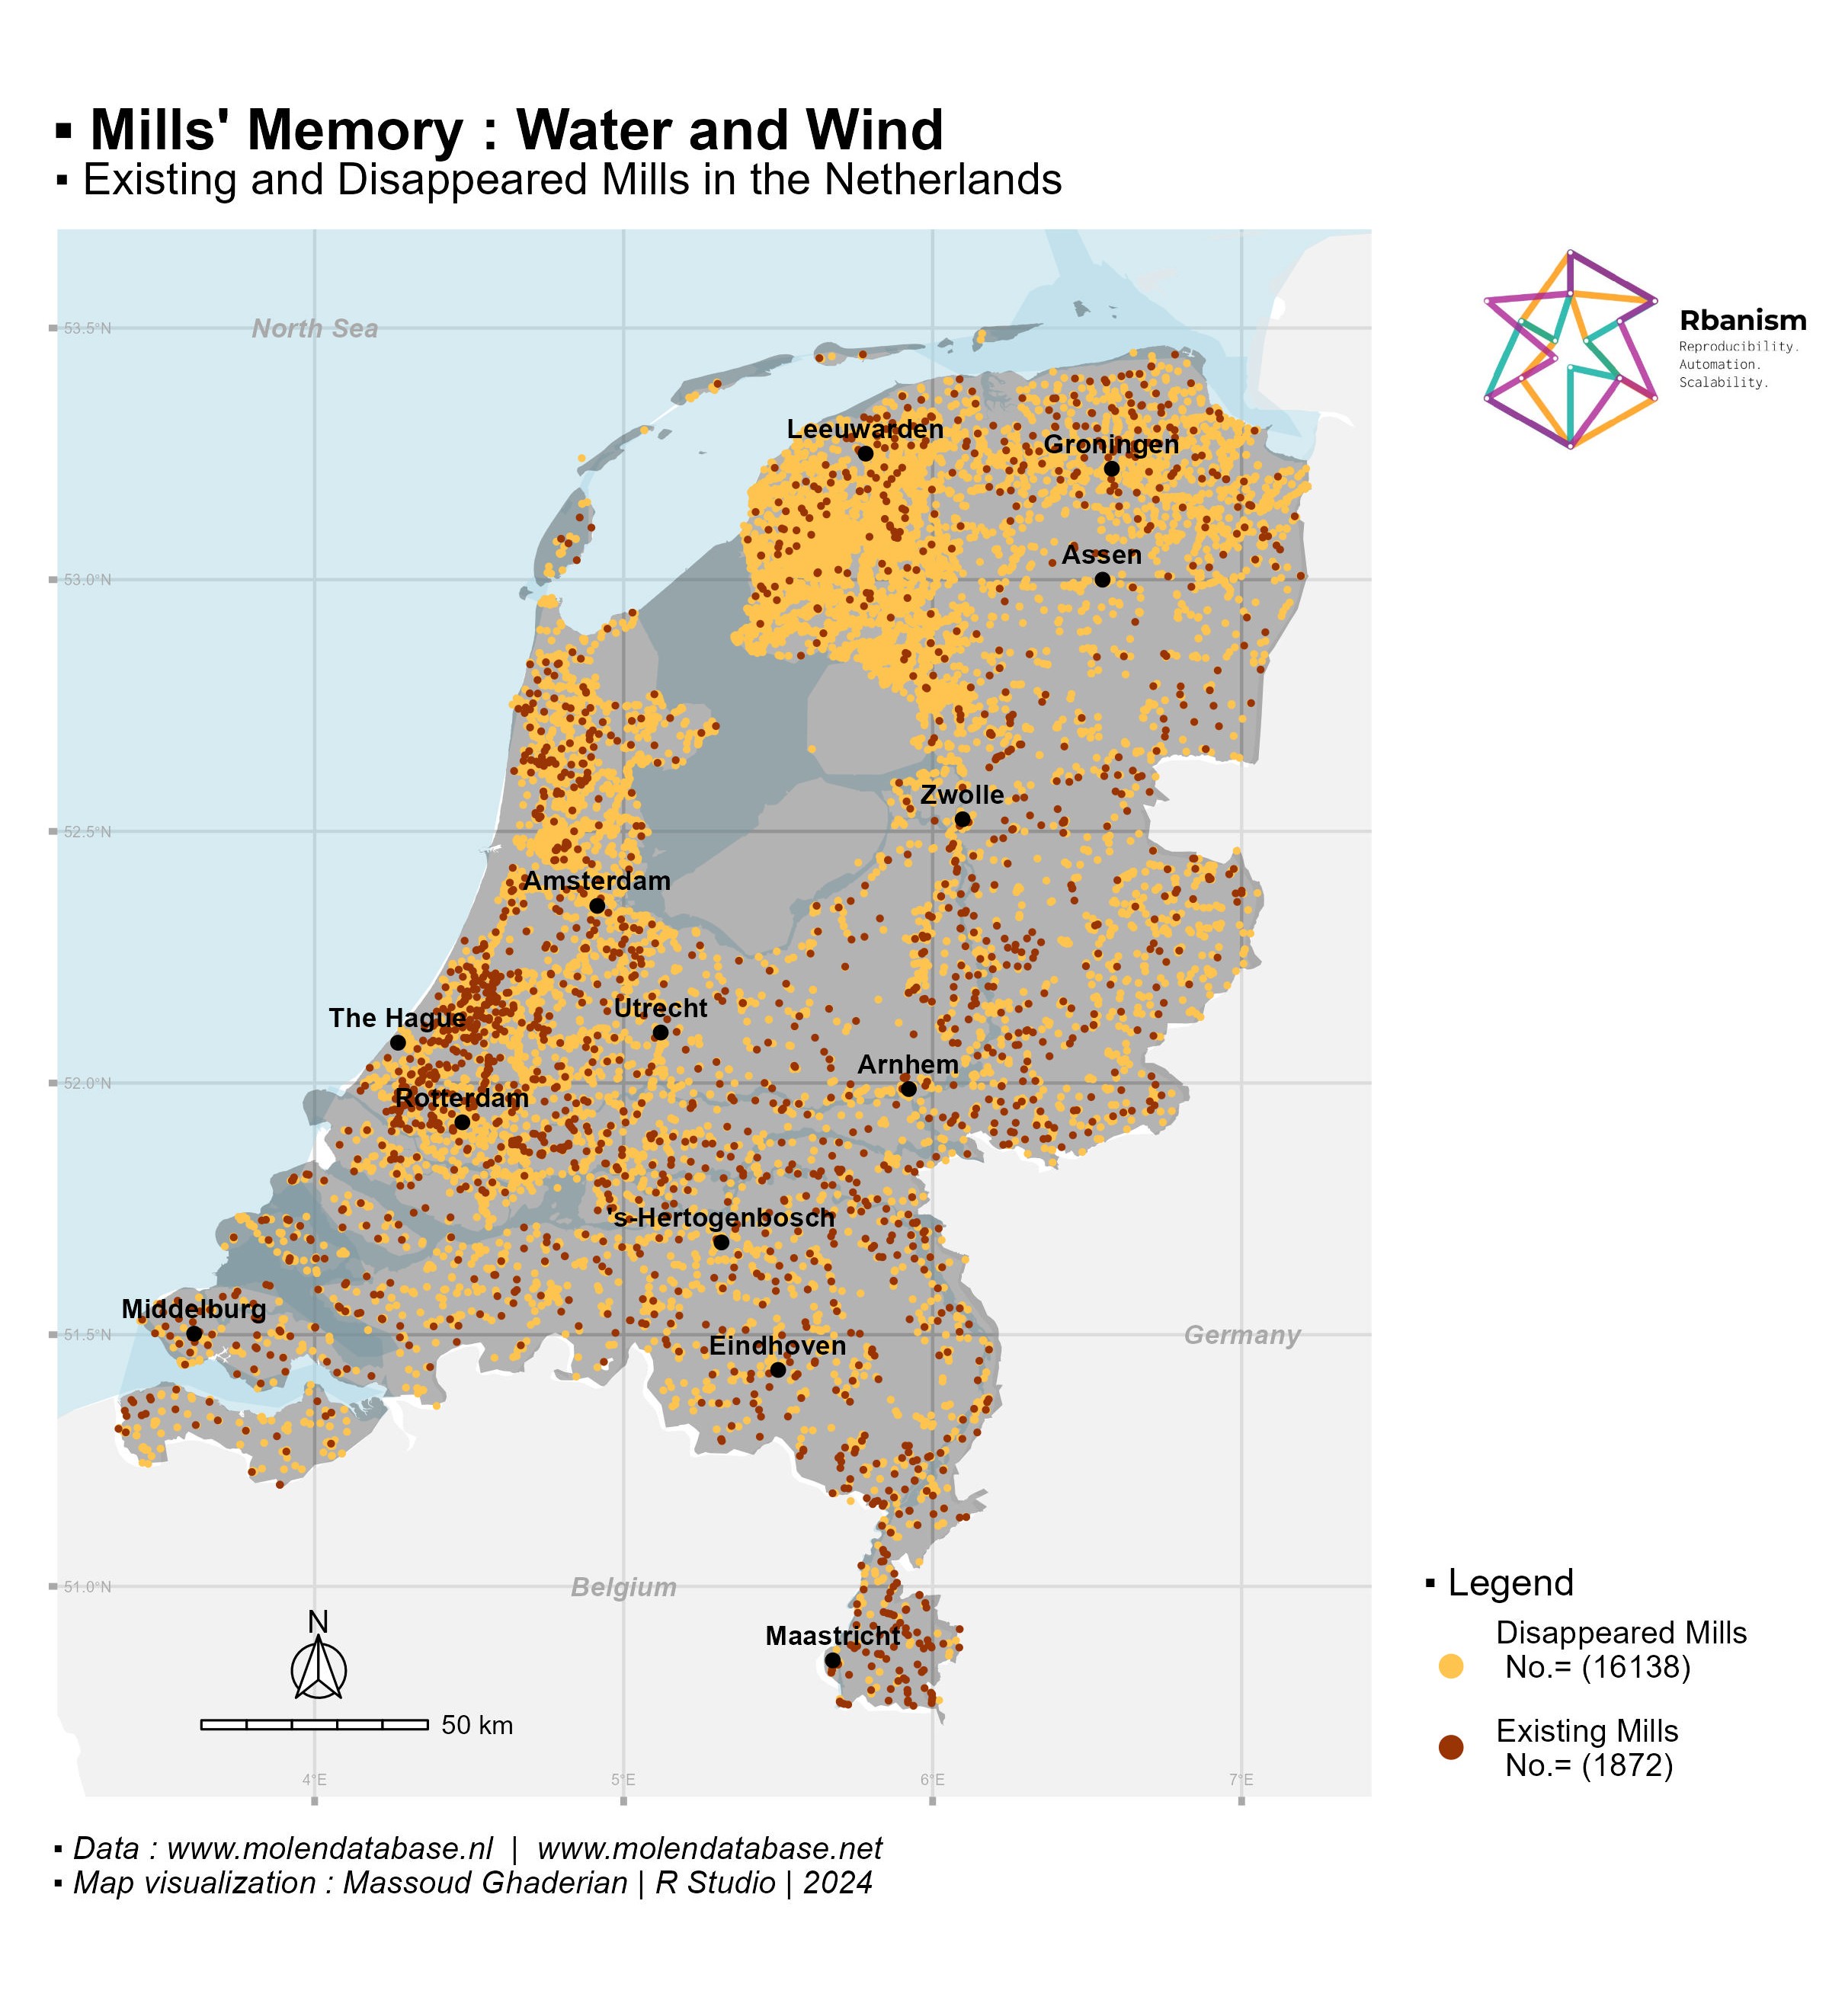 ▪ Mills' Memory : Water and Wind
▪ Existing and Disappeared Mills in the Netherlands
Rbanism
Reproducibility.
Automation.
Scalability.
North Sea
53.5°N
Leeuwarden
Groningen
Assen
53.0°N
Zwolle
52.5°N
Amsterdam
Utrecht
The Hague
Arnhem
52.0°N
Rotterdam
's-Hertogenbosch
Middelburg
51.5°N
Germany
Eindhoven
51.0°N
Belgium
Maastricht
N
50 km
4°E
5°E
6°E
7°E
▪ Legend
Disappeared Mills
No.= (16138)
Existing Mills
No.= (1872)
▪ Data : www.molendatabase.nl | www.molendatabase.net
▪ Map visualization : Massoud Ghaderian | R Studio | 2024